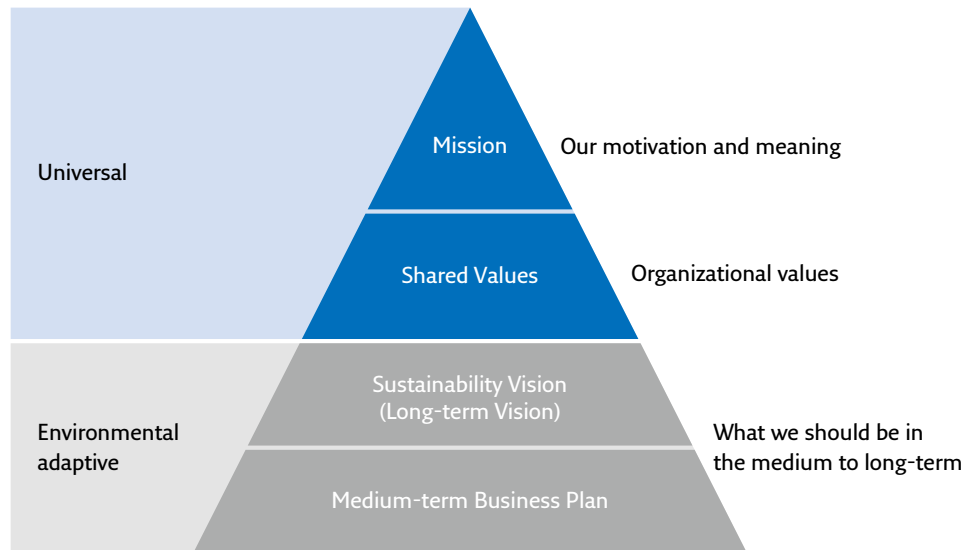 Mission
Our motivation and meaning
Universal
Shared Values
Organizational values
Sustainability Vision
(Long-term Vision)
Environmental
adaptive
What we should be in
the medium to long-term
Medium-term Business Plan